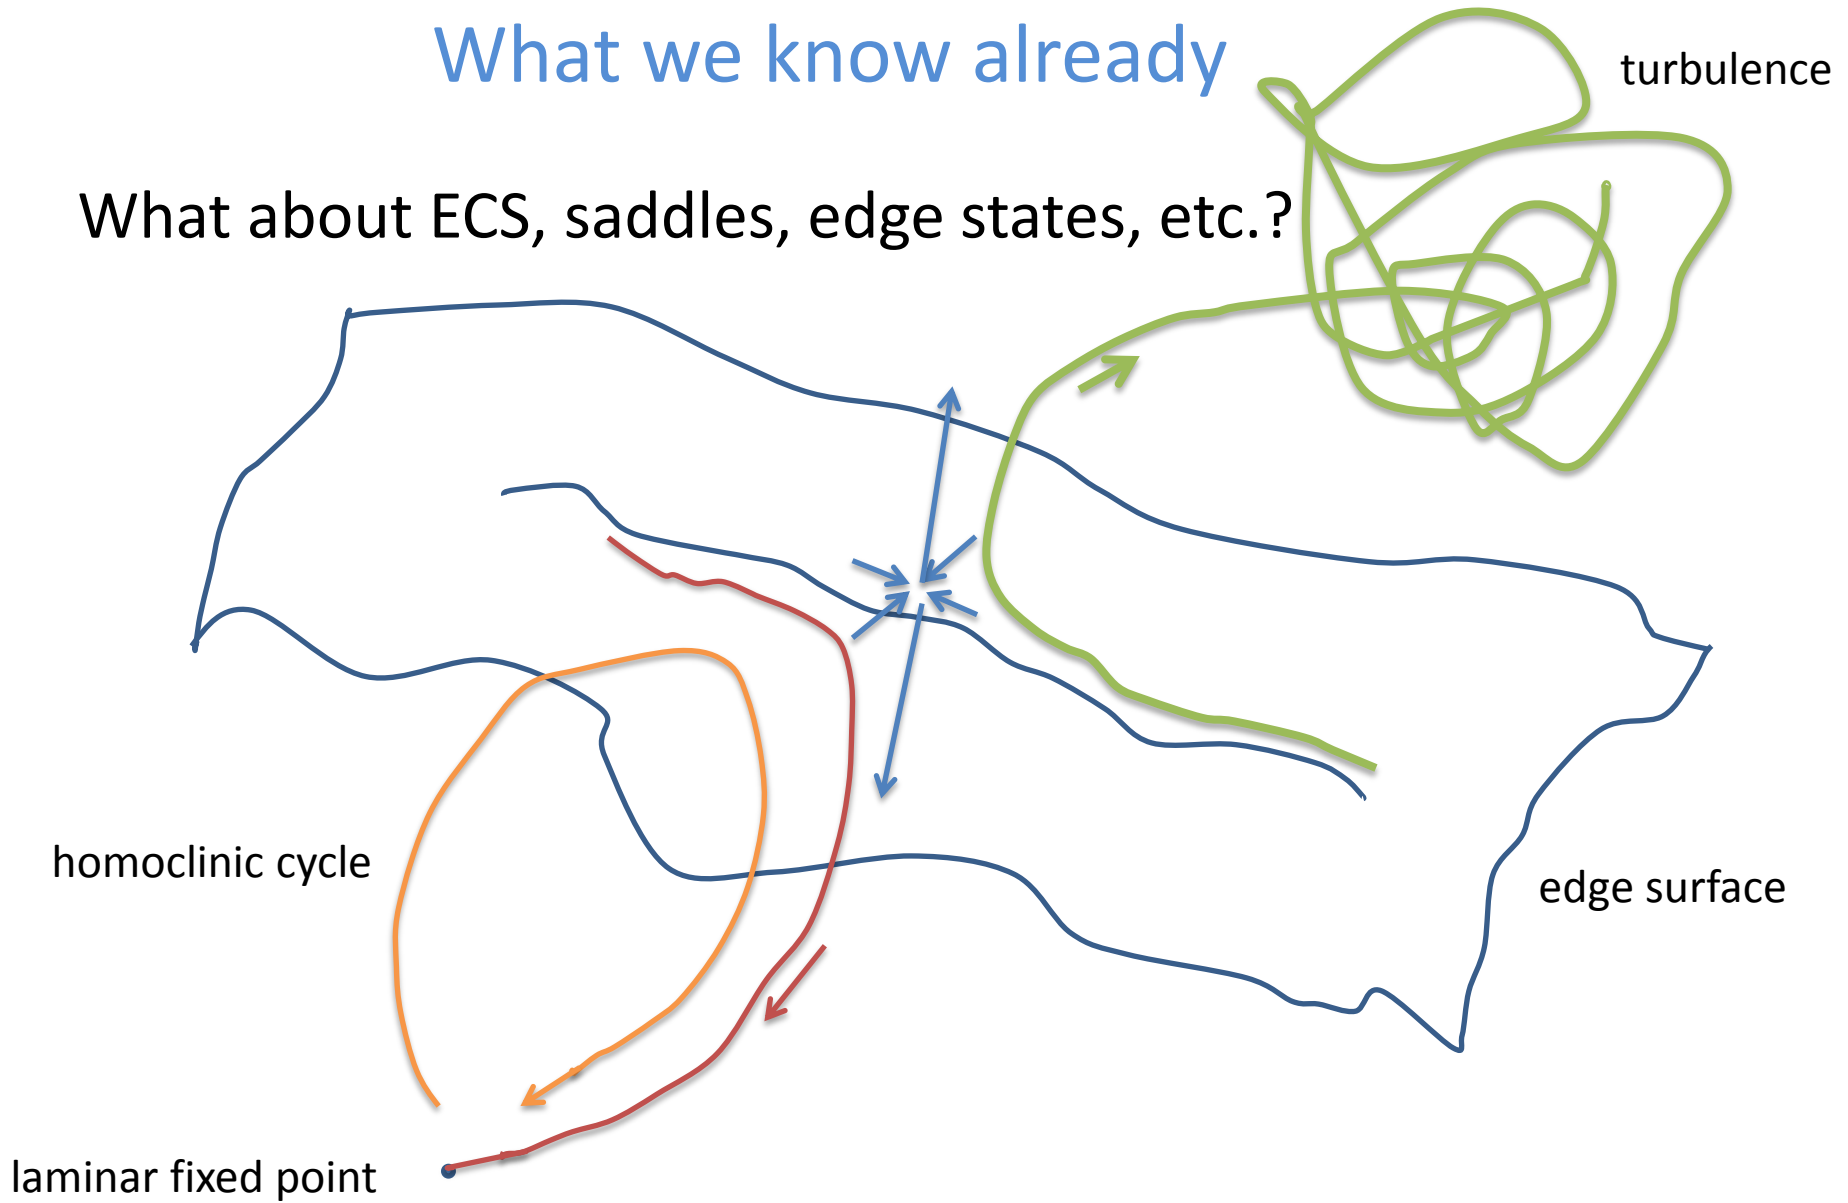 What we know already
turbulence
What about ECS, saddles, edge states, etc.?
homoclinic cycle
edge surface
laminar fixed point